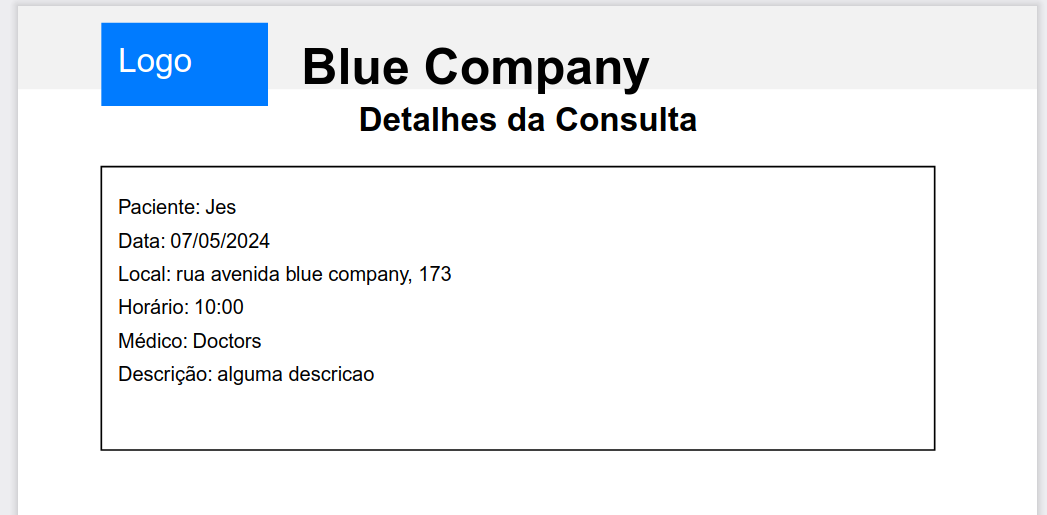 Logo
Blue Company
Detalhes da Consulta
Paciente: Jes
Data: 07/05/2024
Local: rua avenida blue company, 173
Horário: 10:00
Médico: Doctors
Descrição: alguma descricao